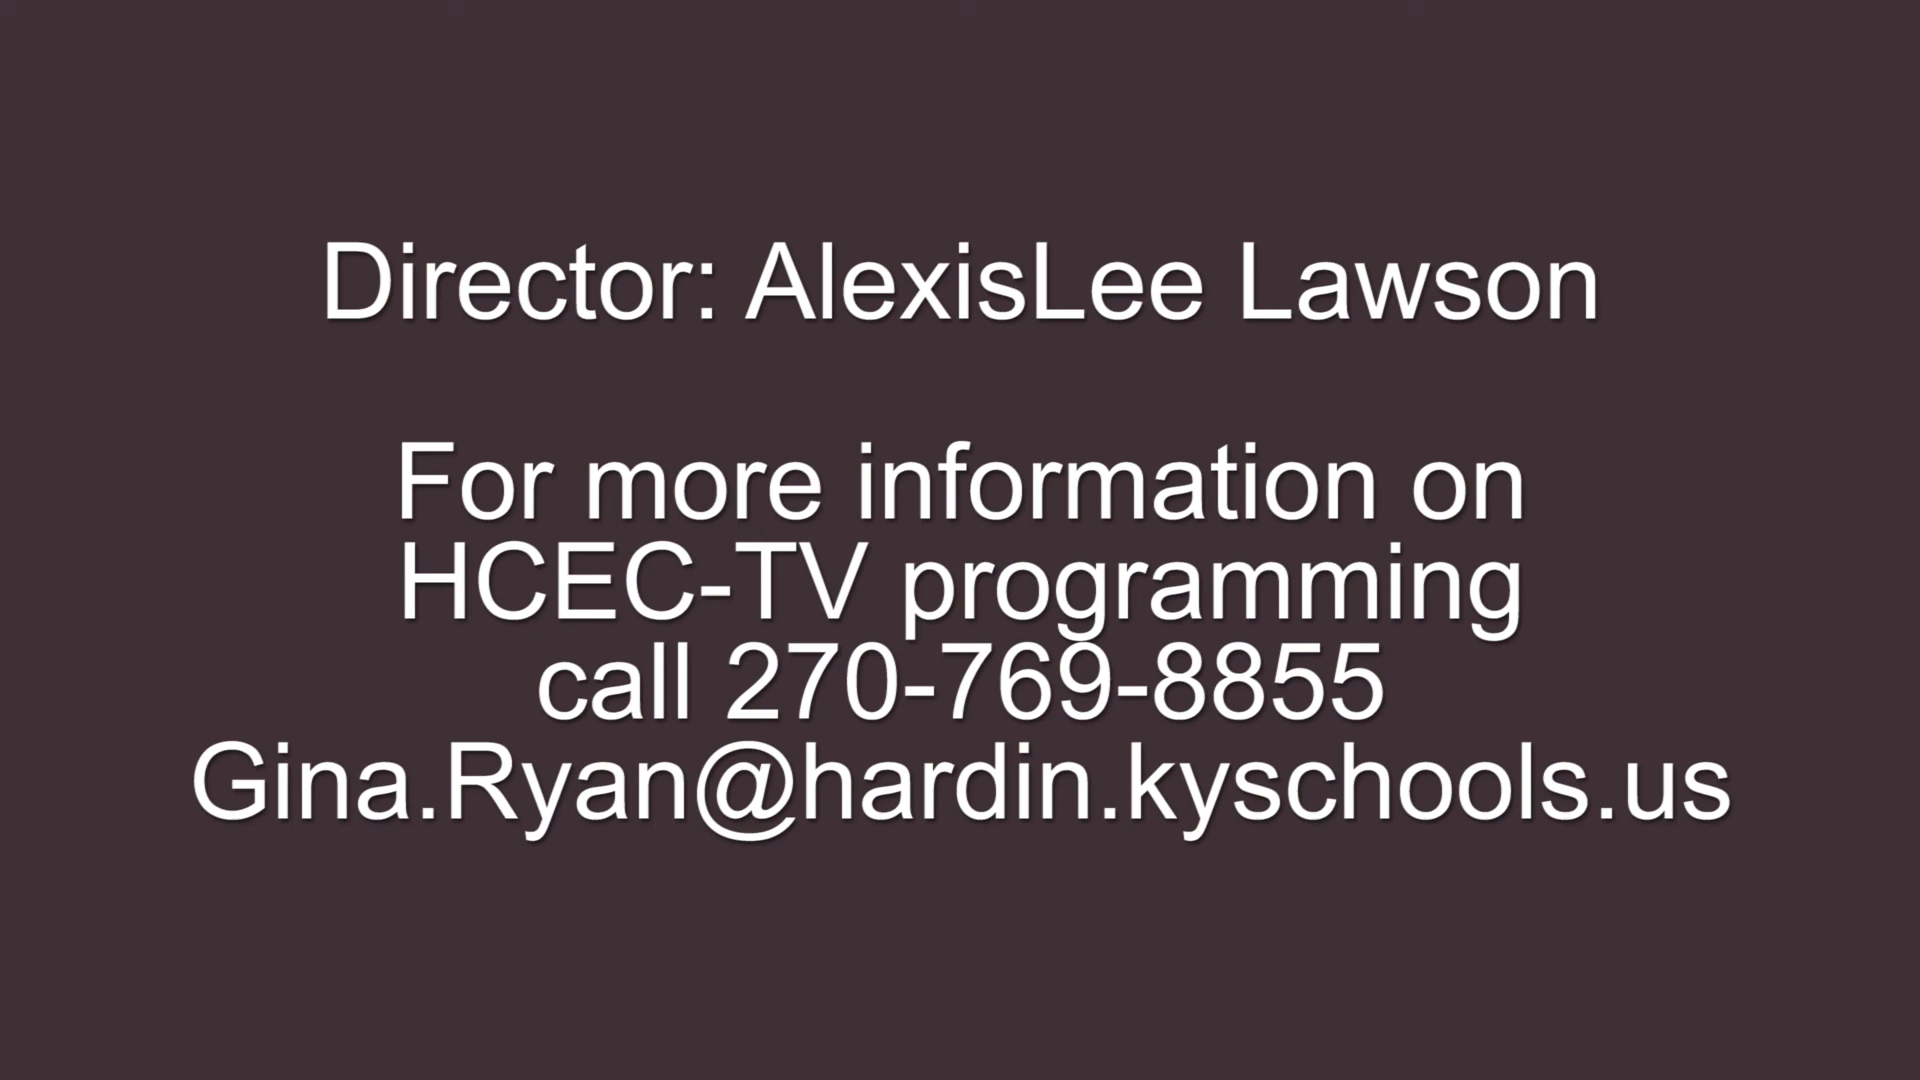 Director: AlexisLee Lawson
For more information on
HCEC-TV programming
call 270-769-8855
Gina.Ryan@hardin.kyschools.us